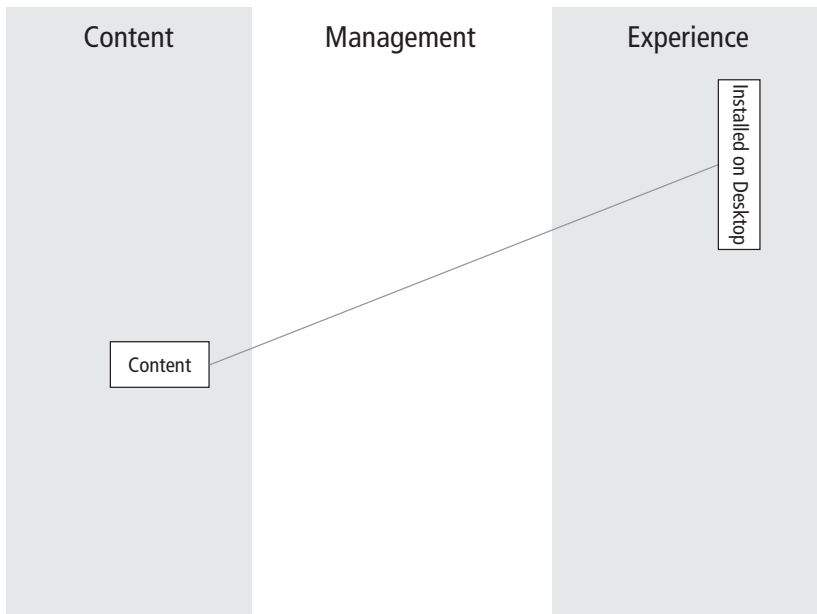 Content
Management
Experience
Installed on Desktop
Content